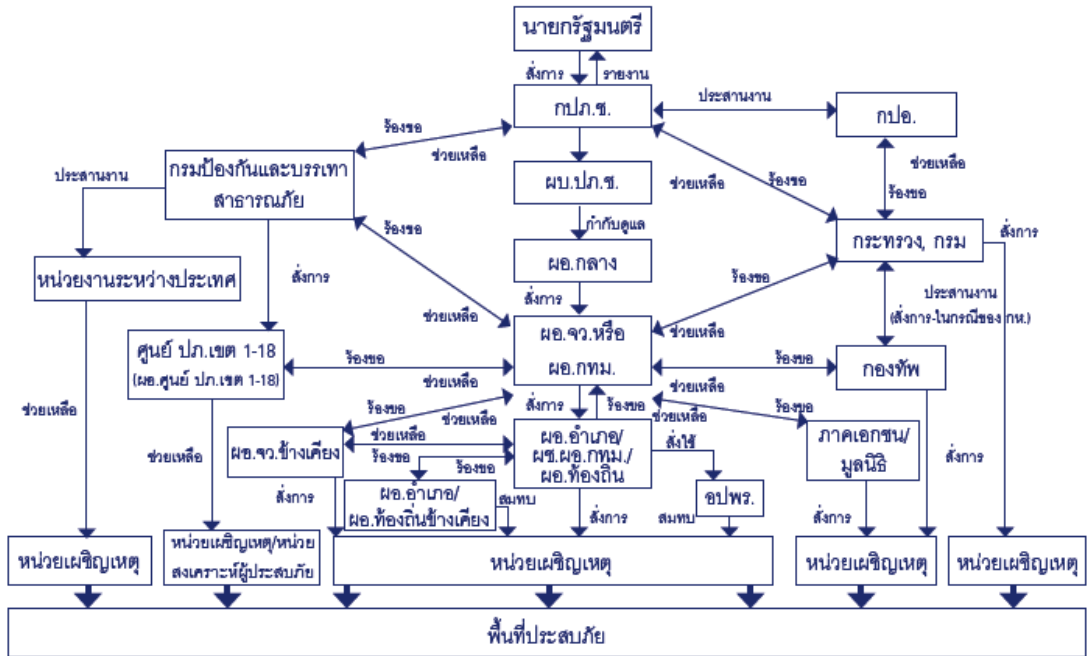 นายกรัฐมนตรี
สั่งการ
รายงาน
กปภ.ช.
ประสานงาน
กปอ.
ร้องขอ
ช่วยเหลือ
ช่วยเหลือ
ร้องขอ
ช่วยเหลือ
ร้องขอ
ประสานงาน
กรมป้องกันและบรรเทา
สาธารณภัย
ผบ.ปภ.ช.
กำกับดูแล
ร้องขอ
กระทรวง, กรม
สั่งการ
หน่วยงานระหว่างประเทศ
สั่งการ
ผอ.กลาง
ร้องขอ
สั่งการ
ประสานงาน
(สั่งการ-ในกรณีของ กห.)
ช่วยเหลือ
ผอ.จว.หรือ
ผอ.กทม.
ช่วยเหลือ
ศูนย์ ปภ.เขต 1-18
(ผอ.ศูนย์ ปภ.เขต 1-18)
ร้องขอ
ร้องขอ
กองทัพ
ช่วยเหลือ
ช่วยเหลือ
ช่วยเหลือ
ร้องขอ
ช่วยเหลือ
สั่งการ
ร้องขอ
ช่วยเหลือ
ร้องขอ
ผอ.จว.ข้างเคียง
ช่วยเหลือ
ร้องขอ
ร้องขอ
ผอ.อำเภอ/
ผช.ผอ.กทม./
ผอ.ท้องถิ่น
สั่งใช้
ภาคเอกชน/
มูลนิธิ
สั่งการ
สั่งการ
ผอ.อำเภอ/
ผอ.ท้องถิ่นข้างเคียง
สมทบ
สั่งการ
อปพร.
สมทบ
สั่งการ
หน่วยเผชิญเหตุ
หน่วยเผชิญเหตุ/หน่วย
สงเคราะห์ผู้ประสบภัย
หน่วยเผชิญเหตุ
หน่วยเผชิญเหตุ
หน่วยเผชิญเหตุ
พื้นที่ประสบภัย